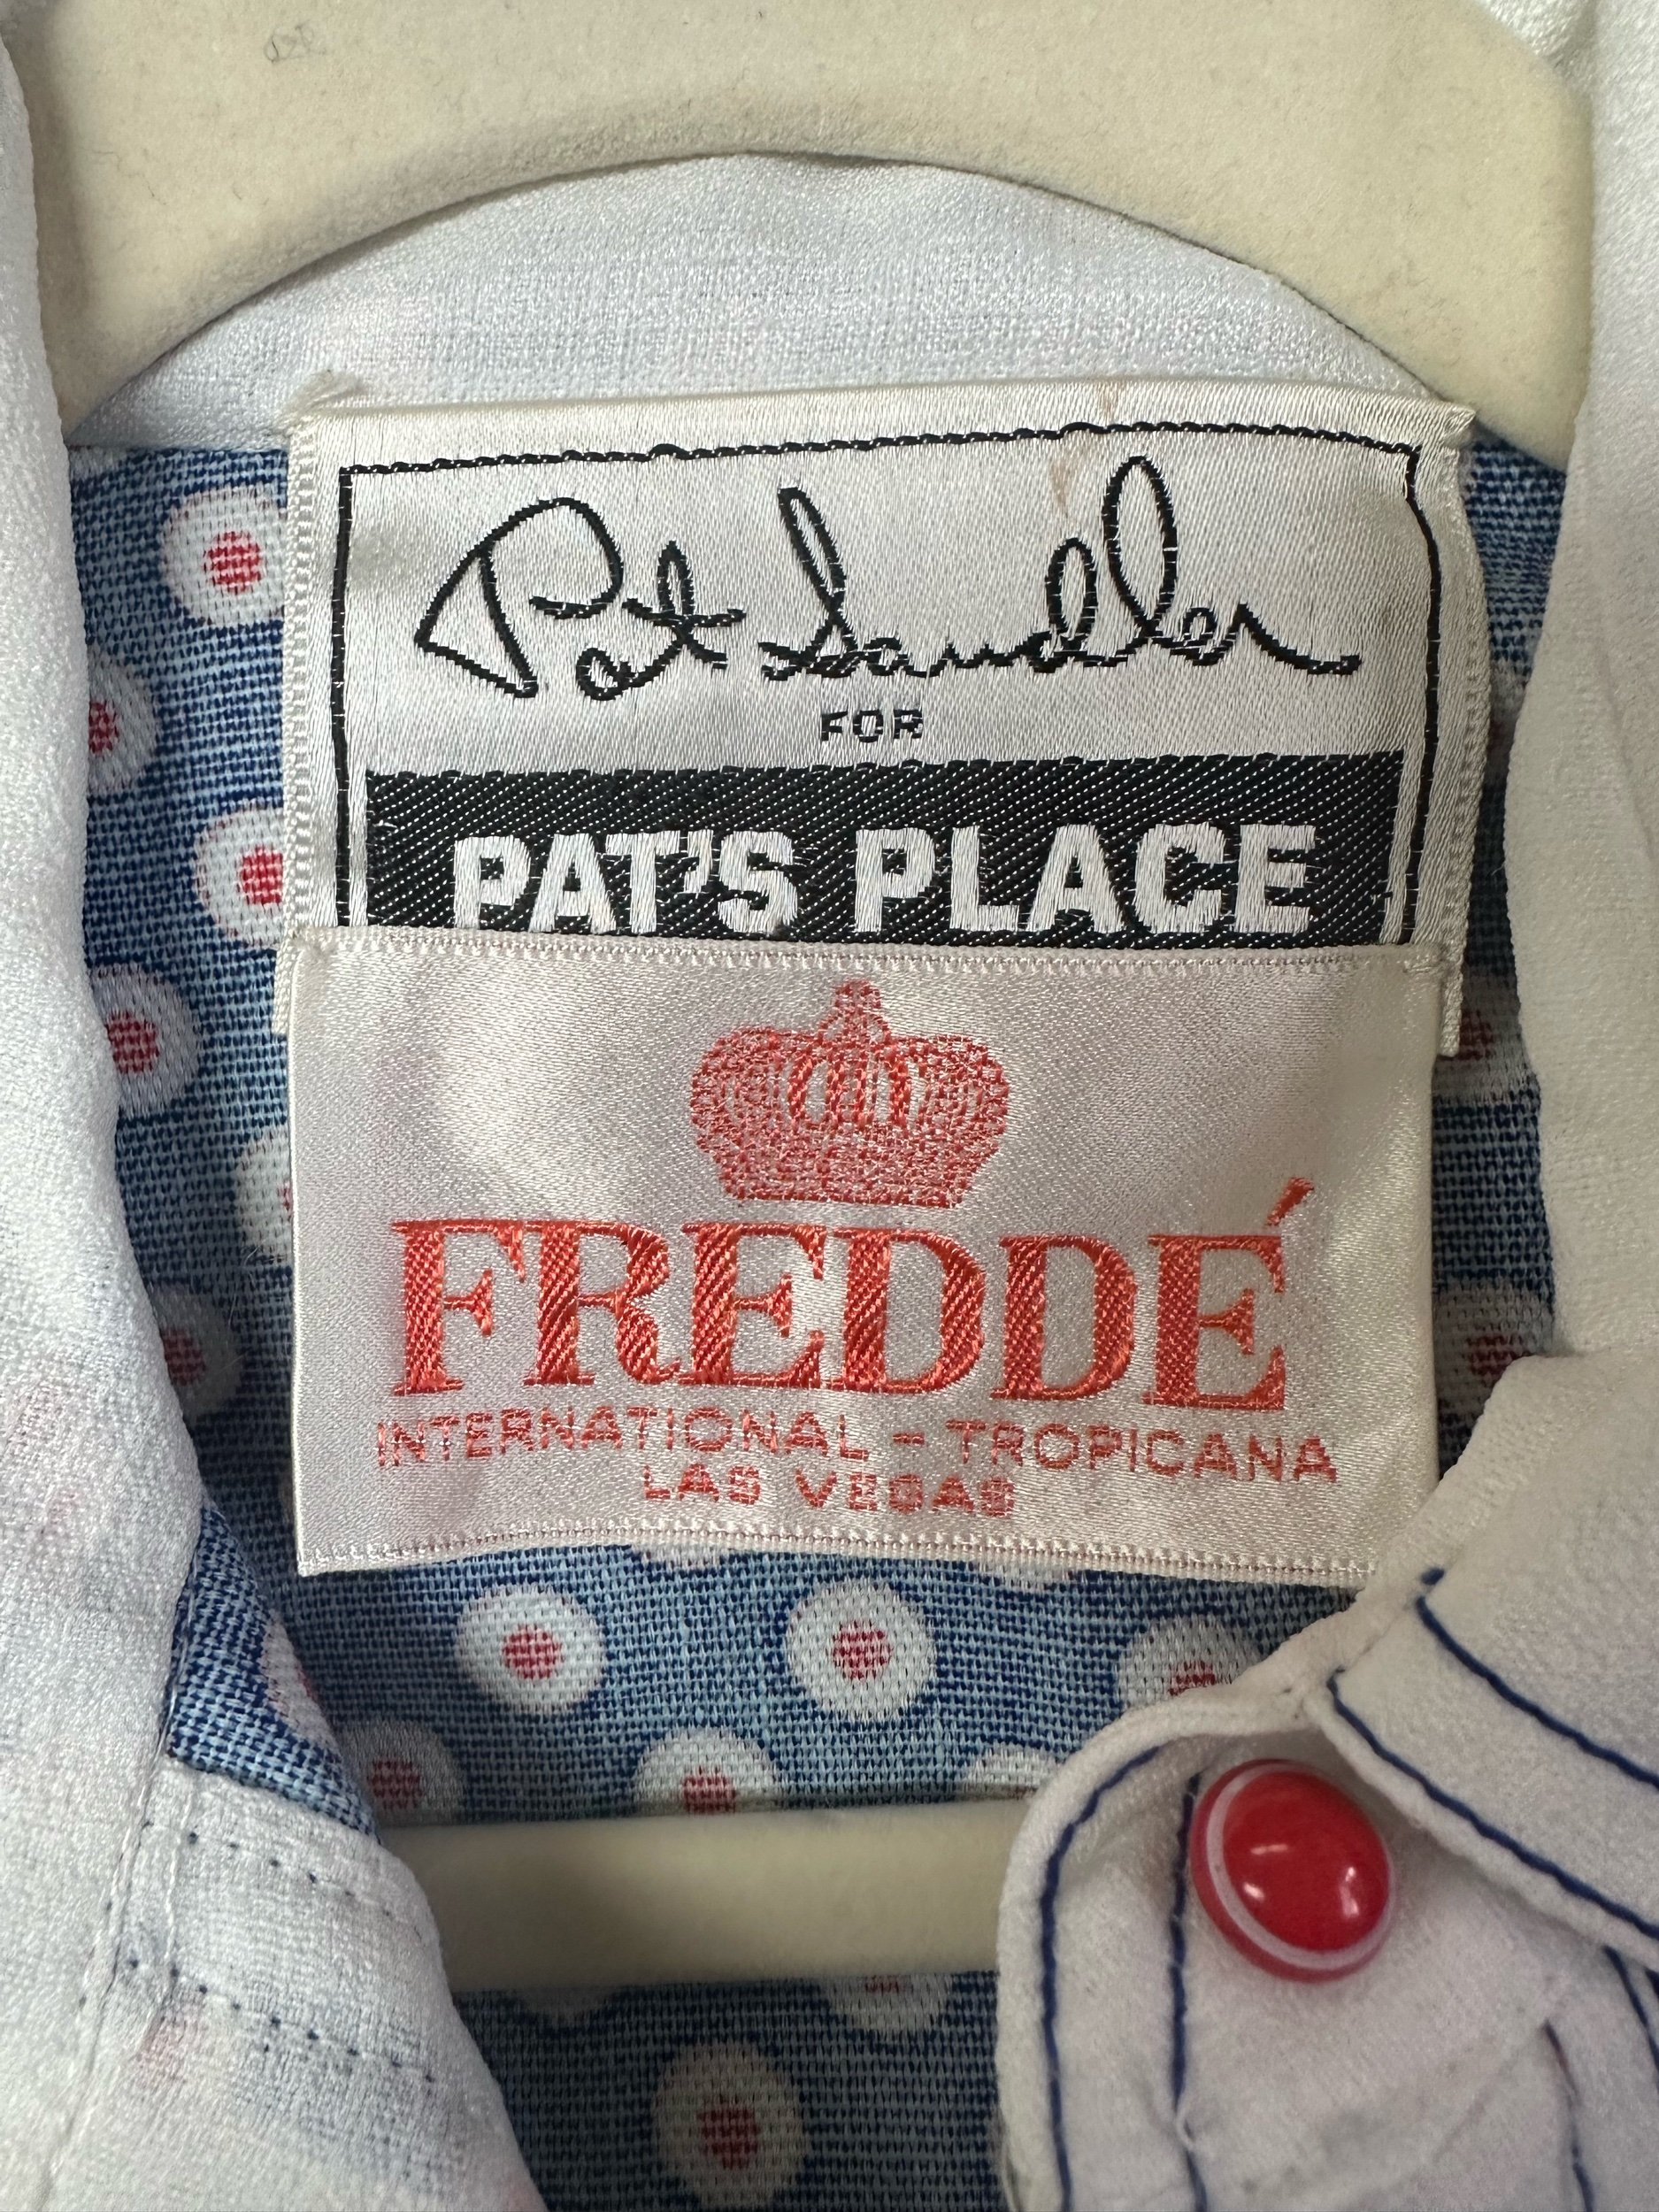 Pat Sandler
FOR
PAT'S PLACE
FREDDÉ
INTERNATIONAL - TROPICANA
LAS VEGAS